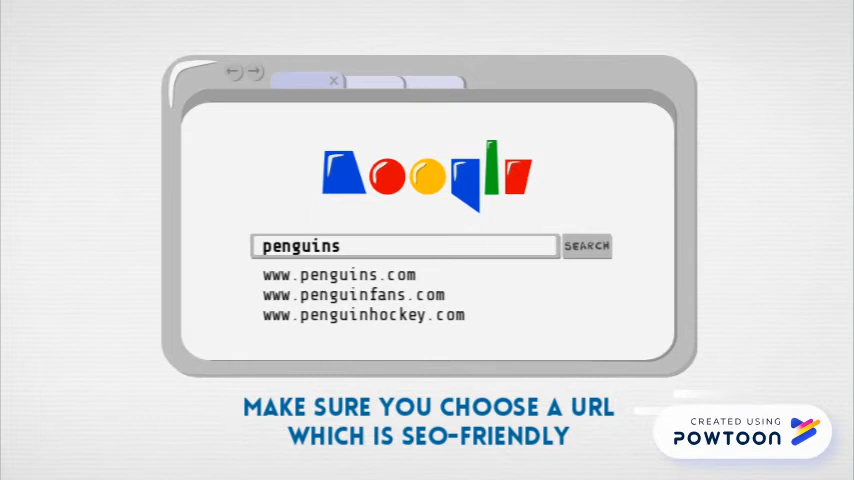 penguins
SEARCH
www.penguins.com
www.penguinfans.com
www.penguinhockey.com
MAKE SURE YOU CHOOSE A URL
WHICH IS SEO-FRIENDLY
CREATED USING
POWTOON